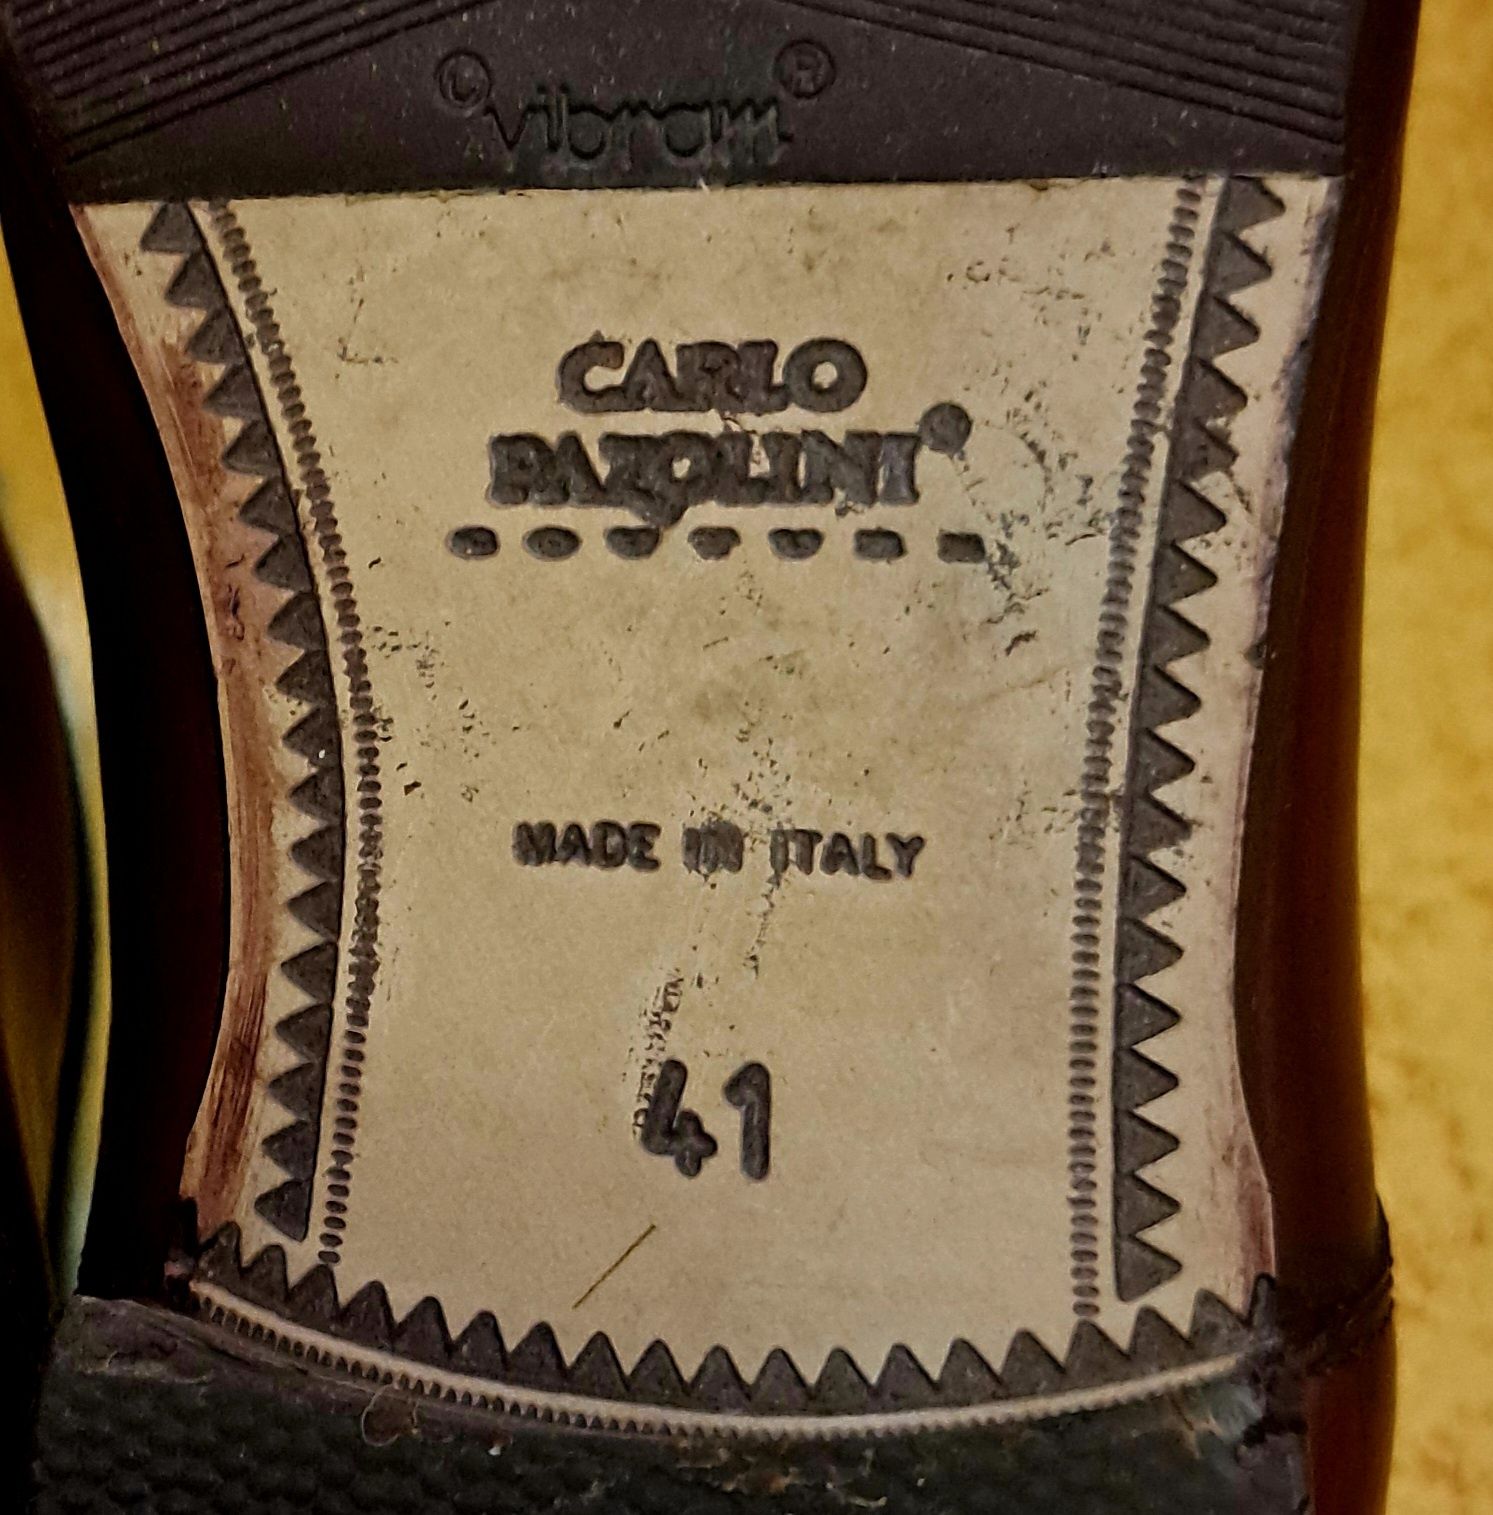 Ⓛ vibram®
CARLO
PAZOLINI®
MADE IN ITALY
41